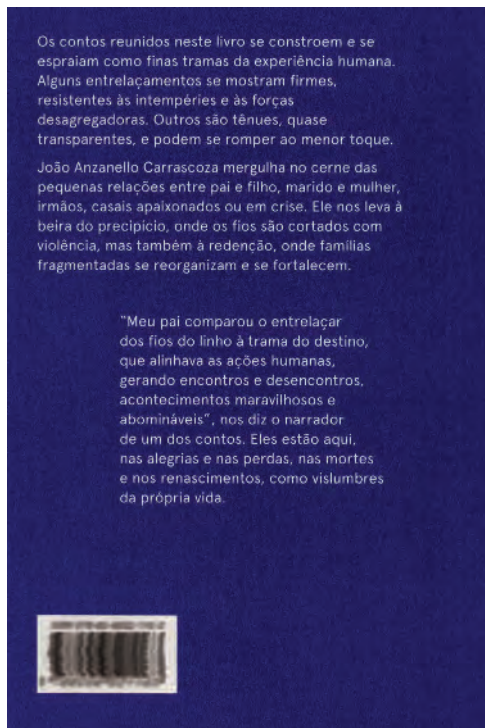 Os contos reunidos neste livro se constroem e se
espraiam como finas tramas da experiência humana.
Alguns entrelaçamentos se mostram firmes,
resistentes às intempéries e às forças
desagregadoras. Outros são tênues, quase
transparentes, e podem se romper ao menor toque.
João Anzanello Carrascoza mergulha no cerne das
pequenas relações entre pai e filho, marido e mulher,
irmãos, casais apaixonados ou em crise. Ele nos leva à
beira do precipício, onde os fios são cortados com
violência, mas também à redenção, onde famílias
fragmentadas se reorganizam e se fortalecem.
"Meu pai comparou o entrelaçar
dos fios do linho à trama do destino,
que alinhava as ações humanas,
gerando encontros e desencontros,
acontecimentos maravilhosos e
abomináveis", nos diz o narrador
de um dos contos. Eles estão aqui,
nas alegrias e nas perdas, nas mortes
e nos renascimentos, como vislumbres
da própria vida.